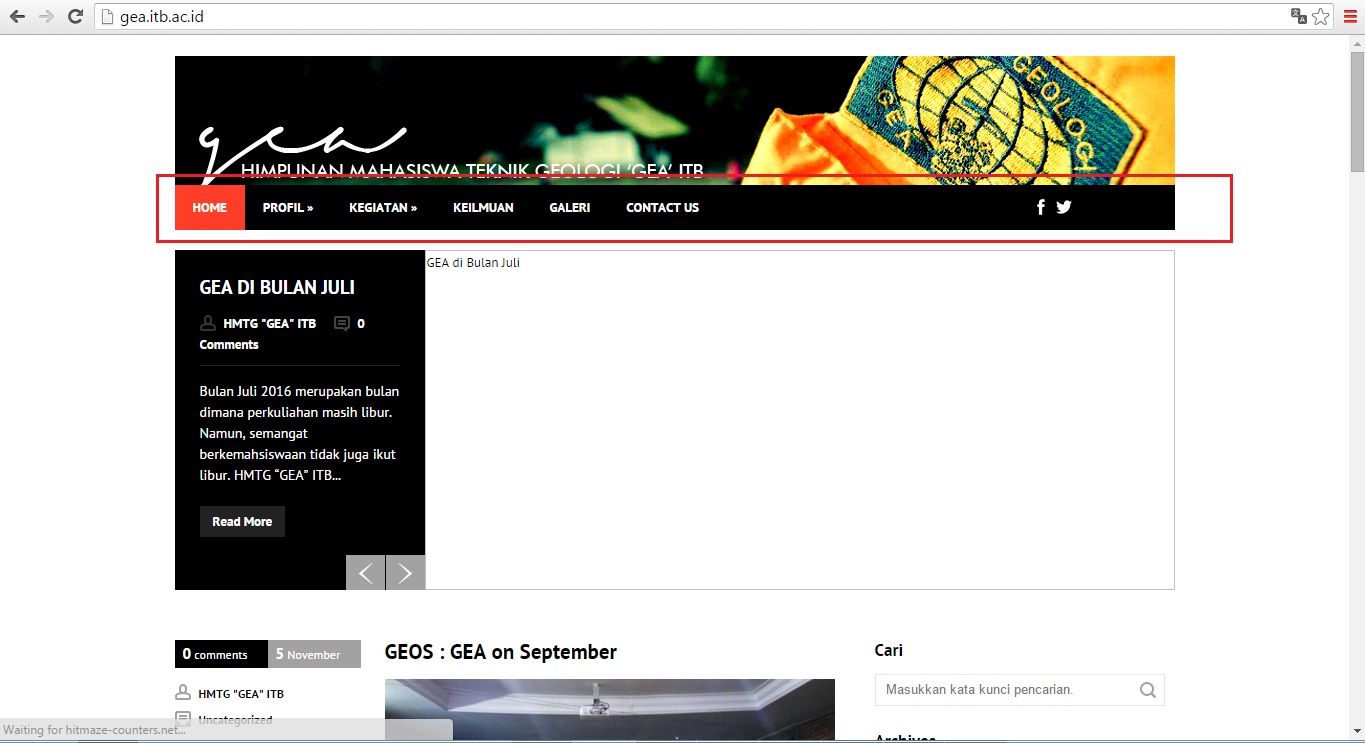 gea.itb.ac.id
gea
HIMPUNAN MAHASISWA TEKNIK GEOLOGI 'GEA' ITB
GEOLOGI
GEA
HOME PROFIL » KEGIATAN » KEILMUAN GALERI CONTACT US
GEA DI BULAN JULI
HMTG "GEA" ITB 0
Comments
Bulan Juli 2016 merupakan bulan
dimana perkuliahan masih libur.
Namun, semangat
berkemahsiswaan tidak juga ikut
libur. HMTG “GEA” ITB...
Read More
GEA di Bulan Juli
0 comments 5 November
HMTG "GEA" ITB
Uncategorized
GEOS : GEA on September
Cari
Masukkan kata kunci pencarian.
Archives
Waiting for hitmaze-counters.net...